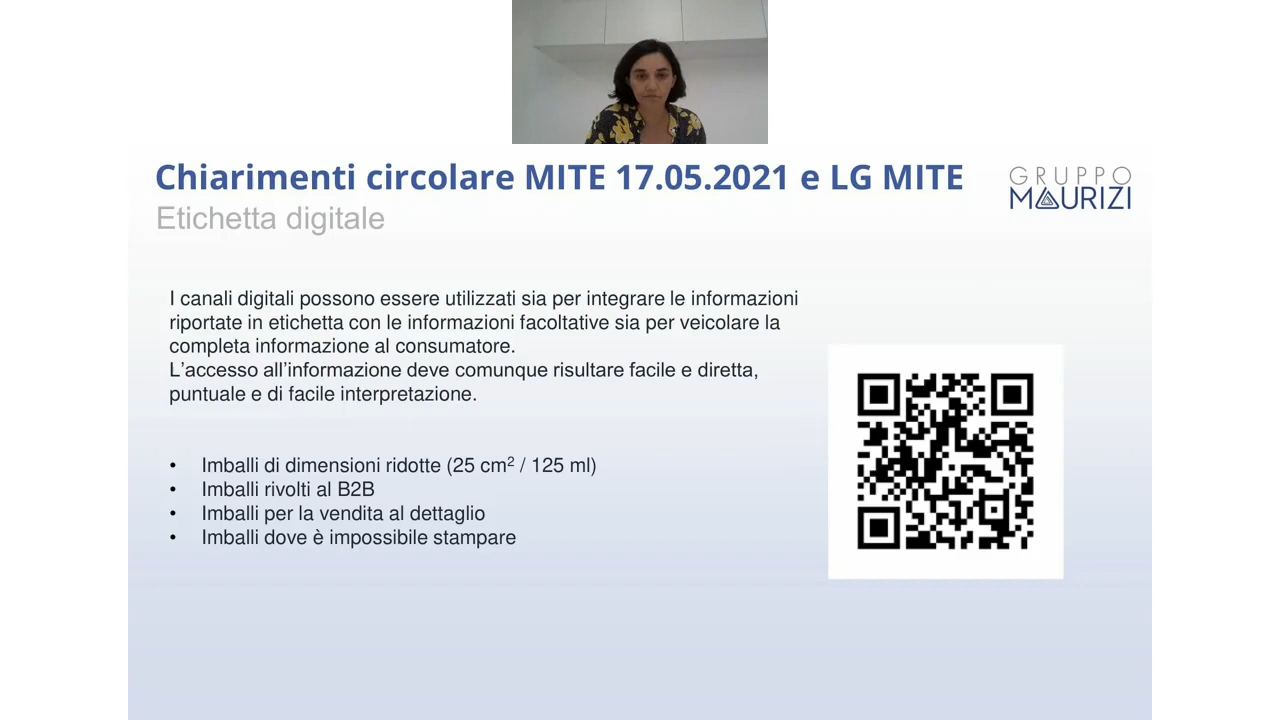 Chiarimenti circolare MITE 17.05.2021 e LG MITE
GRUPPO
MAURIZI
Etichetta digitale
I canali digitali possono essere utilizzati sia per integrare le informazioni
riportate in etichetta con le informazioni facoltative sia per veicolare la
completa informazione al consumatore.
L’accesso all’informazione deve comunque risultare facile e diretta,
puntuale e di facile interpretazione.
• Imballi di dimensioni ridotte (25 cm² / 125 ml)
• Imballi rivolti al B2B
• Imballi per la vendita al dettaglio
• Imballi dove è impossibile stampare